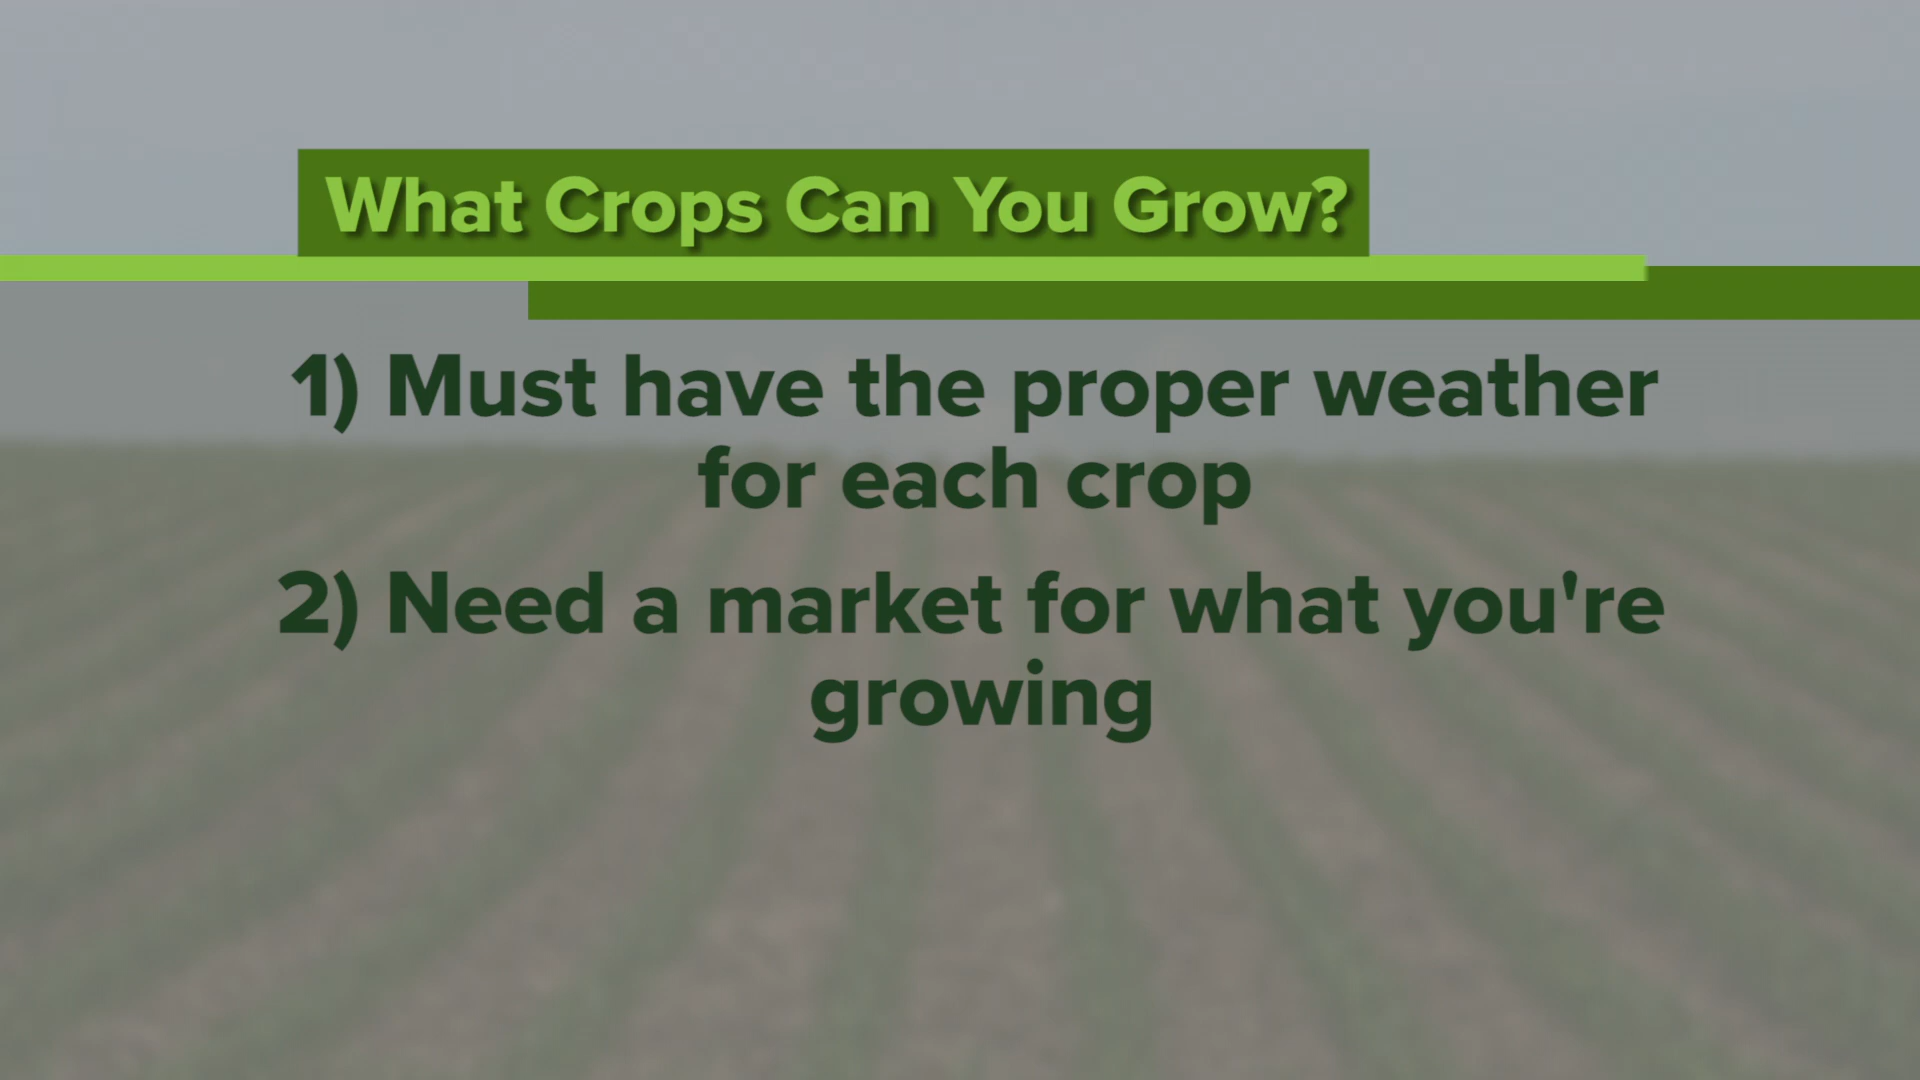 What Crops Can You Grow?
1) Must have the proper weather
for each crop
2) Need a market for what you're
growing